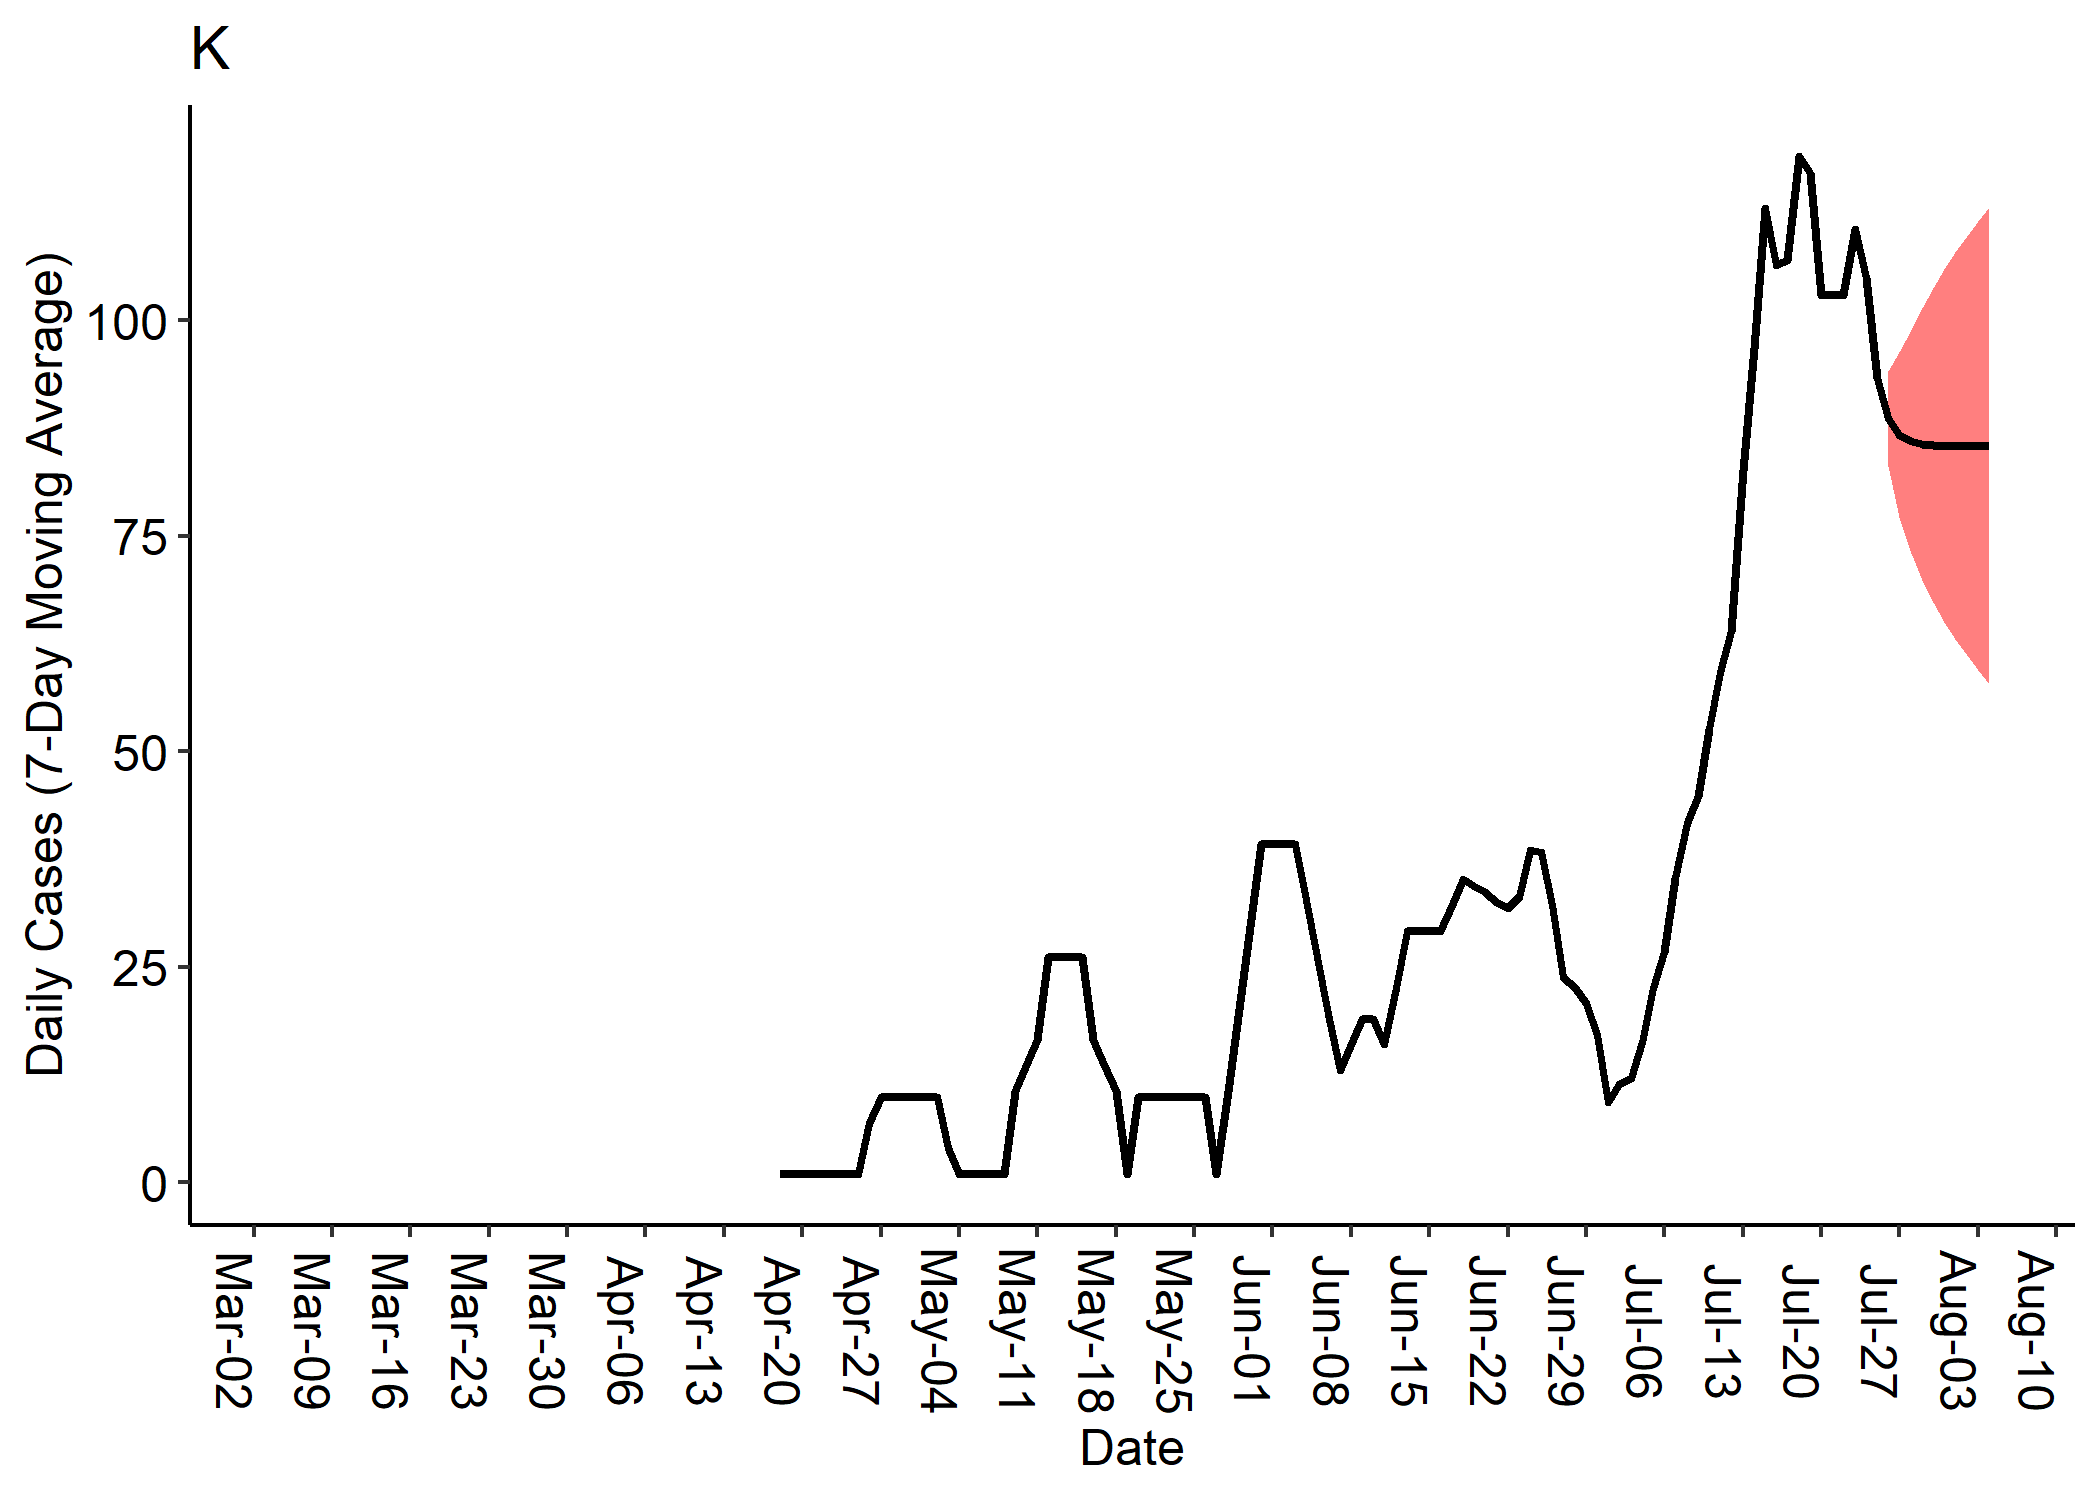 K
Daily Cases (7-Day Moving Average)
100
75
50
25
0
Mar-02
Mar-09
Mar-16
Mar-23
Mar-30
Apr-06
Apr-13
Apr-20
Apr-27
May-04
May-11
May-18
May-25
Jun-01
Jun-08
Jun-15
Jun-22
Jun-29
Jul-06
Jul-13
Jul-20
Jul-27
Aug-03
Aug-10
Date